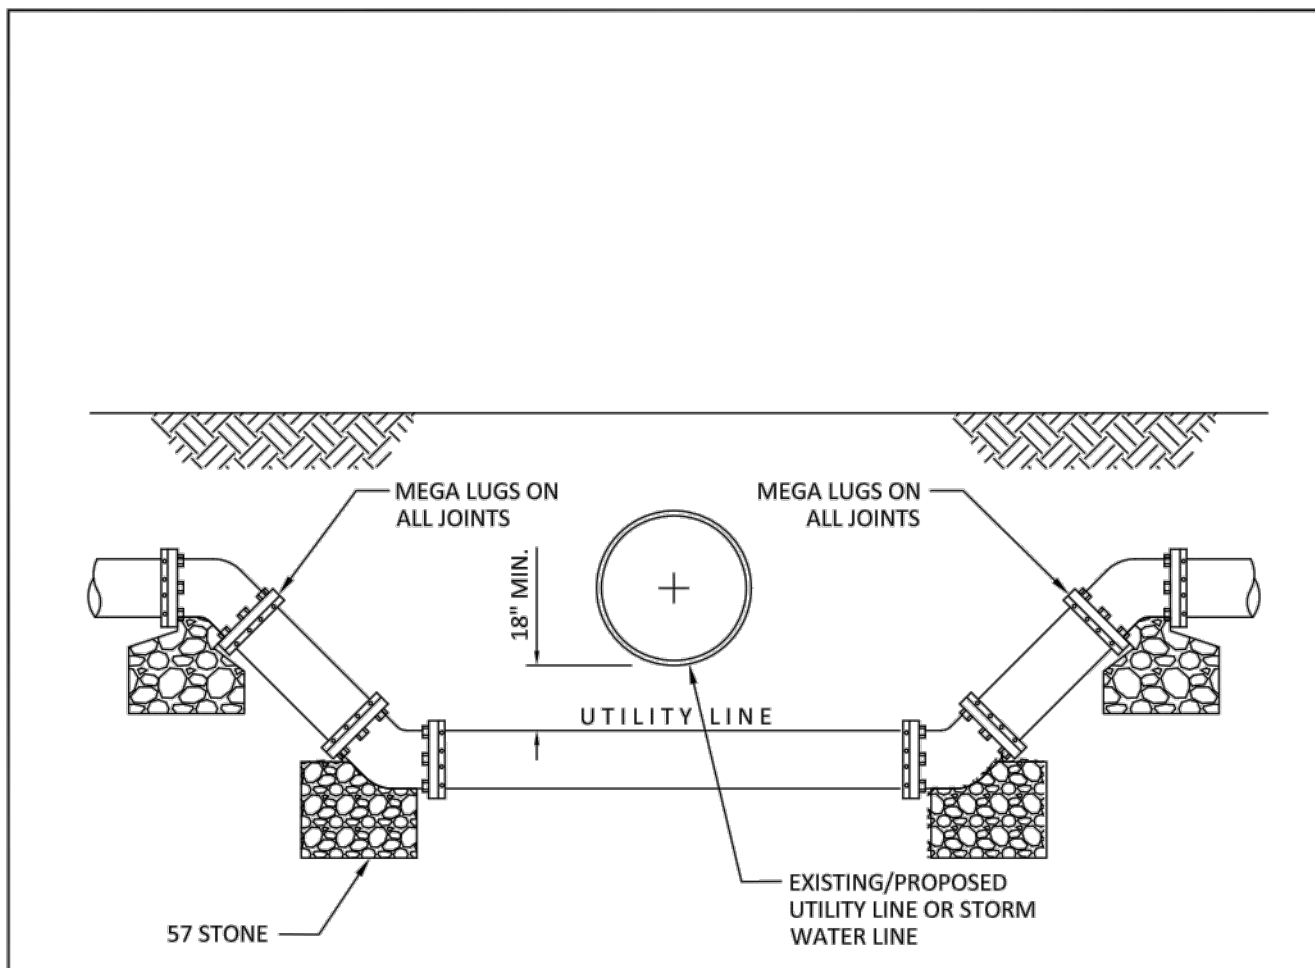 MEGA LUGS ON
ALL JOINTS
MEGA LUGS ON
ALL JOINTS
18" MIN.
UTILITY LINE
EXISTING/PROPOSED
UTILITY LINE OR STORM
WATER LINE
57 STONE